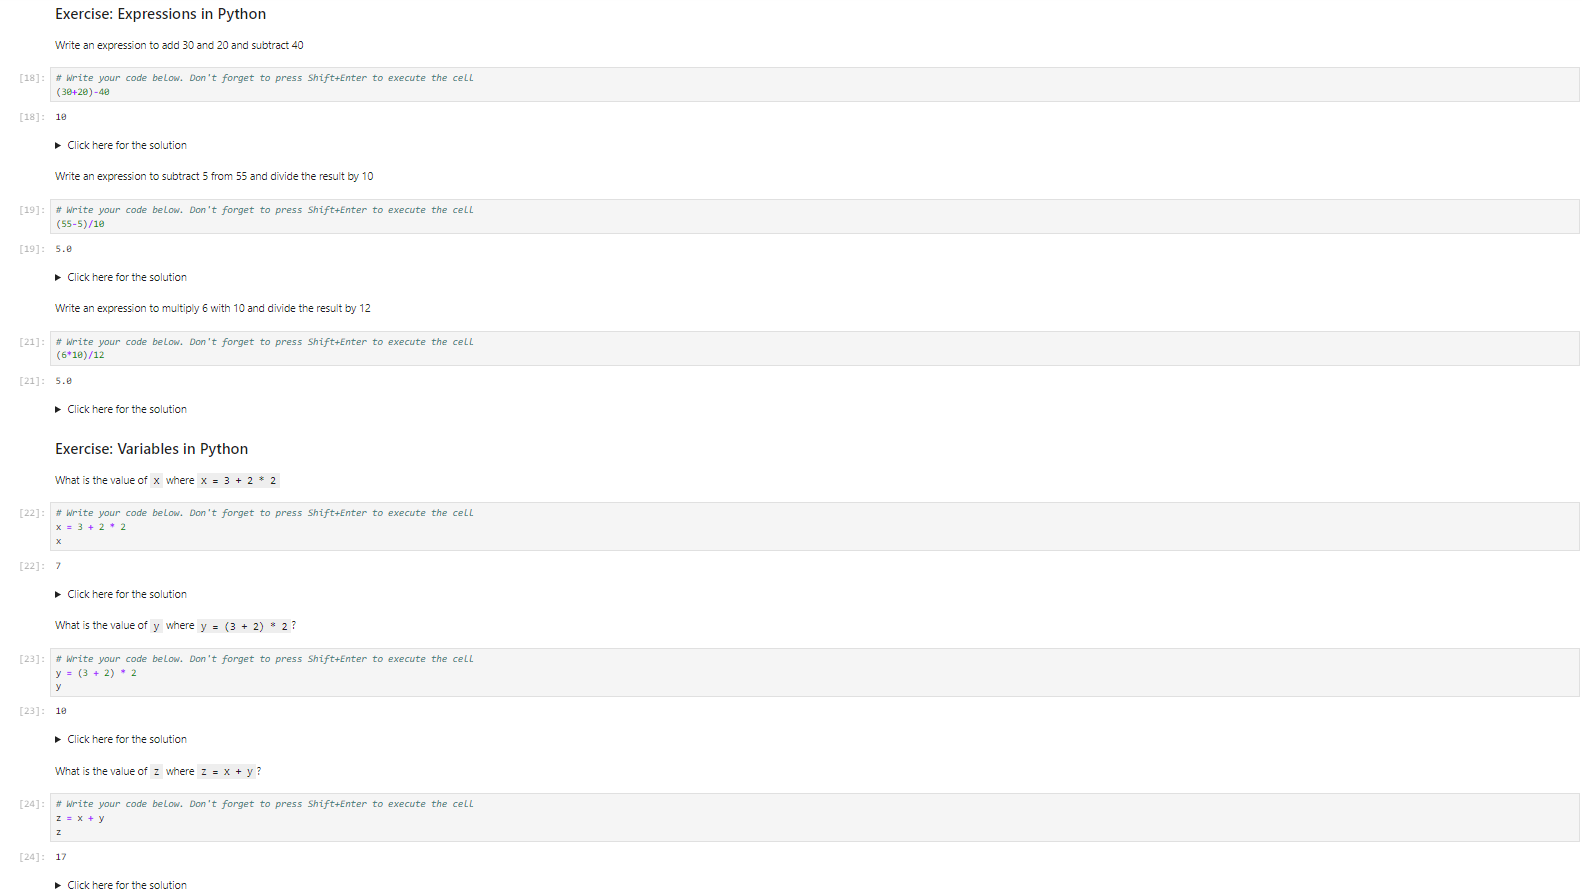 Exercise: Expressions in Python
Write an expression to add 30 and 20 and subtract 40
[18]: # Write your code below. Don't forget to press Shift+Enter to execute the cell
(30+20)-40
[18]: 10
▶ Click here for the solution
Write an expression to subtract 5 from 55 and divide the result by 10
[19]: # Write your code below. Don't forget to press Shift+Enter to execute the cell
(55-5)/10
[19]: 5.0
▶ Click here for the solution
Write an expression to multiply 6 with 10 and divide the result by 12
[21]: # Write your code below. Don't forget to press Shift+Enter to execute the cell
(6*10)/12
[21]: 5.0
▶ Click here for the solution
Exercise: Variables in Python
What is the value of x where x = 3 + 2 * 2
[22]: # Write your code below. Don't forget to press Shift+Enter to execute the cell
x = 3 + 2 * 2
x
[22]: 7
▶ Click here for the solution
What is the value of y where y = (3 + 2) * 2?
[23]: # Write your code below. Don't forget to press Shift+Enter to execute the cell
y = (3 + 2) * 2
y
[23]: 10
▶ Click here for the solution
What is the value of z where z = x + y?
[24]: # Write your code below. Don't forget to press Shift+Enter to execute the cell
z = x + y
z
[24]: 17
▶ Click here for the solution